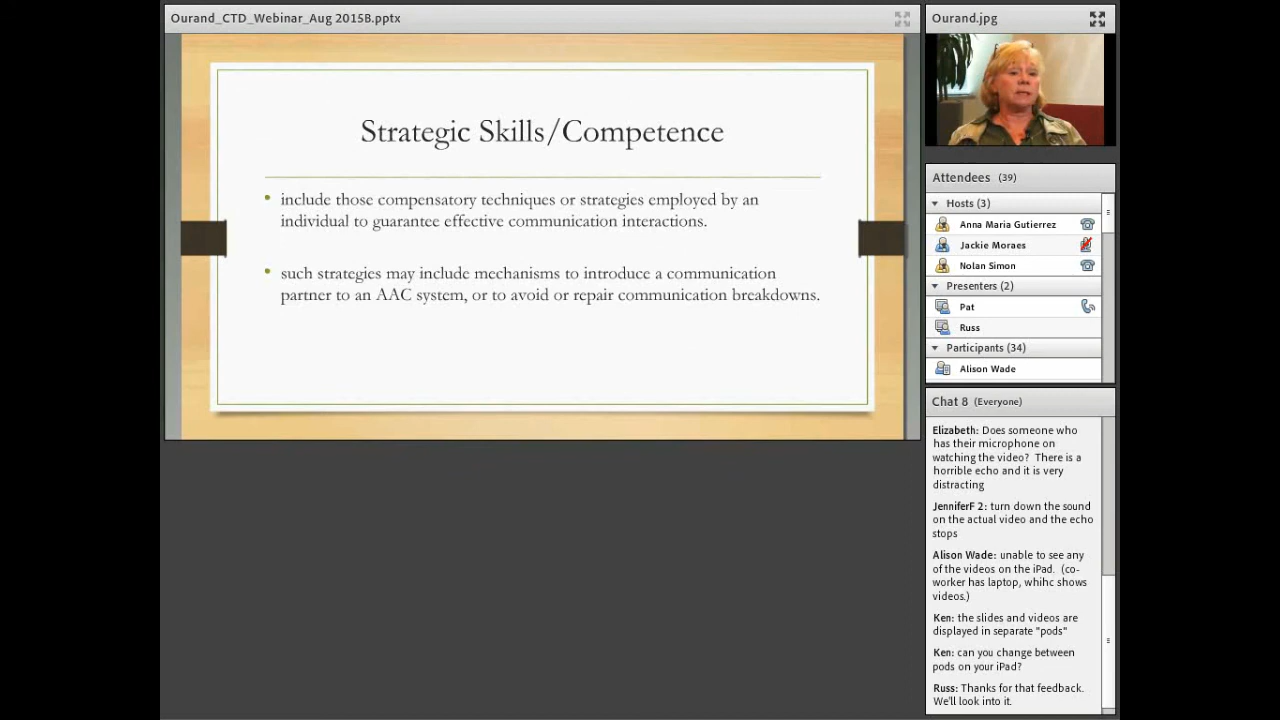 Ourand_CTD_Webinar_Aug 2015B.pptx
Strategic Skills/Competence
• include those compensatory techniques or strategies employed by an
individual to guarantee effective communication interactions.
• such strategies may include mechanisms to introduce a communication
partner to an AAC system, or to avoid or repair communication breakdowns.
Ourand.jpg
Attendees (39)
Hosts (3)
Anna Maria Gutierrez
Jackie Moraes
Nolan Simon
Presenters (2)
Pat
Russ
Participants (34)
Alison Wade
Chat 8 (Everyone)
Elizabeth: Does someone who
has their microphone on
watching the video? There is a
horrible echo and it is very
distracting
JenniferF 2: turn down the sound
on the actual video and the echo
stops
Alison Wade: unable to see any
of the videos on the iPad. (co-
worker has laptop, whihc shows
videos.)
Ken: the slides and videos are
displayed in separate "pods"
Ken: can you change between
pods on your iPad?
Russ: Thanks for that feedback.
We'll look into it.